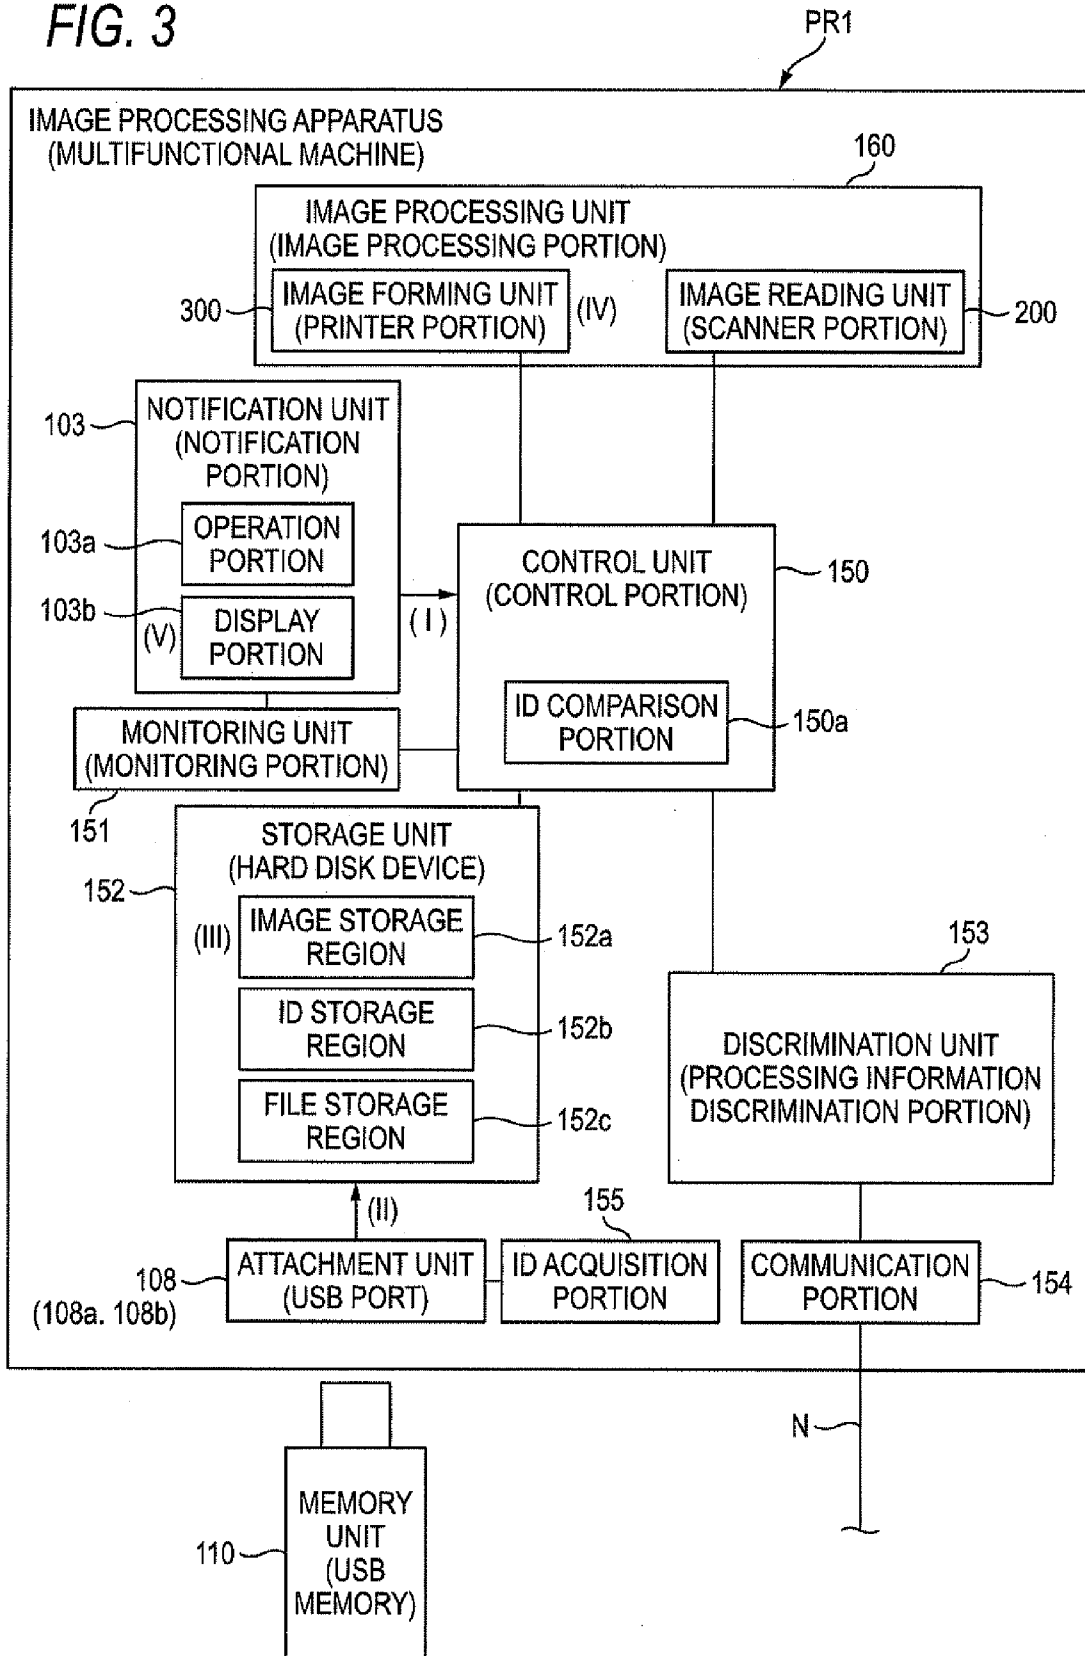 FIG. 3
PR1
IMAGE PROCESSING APPARATUS
(MULTIFUNCTIONAL MACHINE)
160
IMAGE PROCESSING UNIT
(IMAGE PROCESSING PORTION)
300
IMAGE FORMING UNIT
(PRINTER PORTION)
(IV)
IMAGE READING UNIT
(SCANNER PORTION)
200
103
NOTIFICATION UNIT
(NOTIFICATION
PORTION)
103a
OPERATION
PORTION
103b
(V)
DISPLAY
PORTION
(I)
CONTROL UNIT
(CONTROL PORTION)
150
ID COMPARISON
PORTION
150a
MONITORING UNIT
(MONITORING PORTION)
151
STORAGE UNIT
(HARD DISK DEVICE)
152
(III)
IMAGE STORAGE
REGION
152a
ID STORAGE
REGION
152b
FILE STORAGE
REGION
152c
153
DISCRIMINATION UNIT
(PROCESSING INFORMATION
DISCRIMINATION PORTION)
(II)
155
108
(108a. 108b)
ATTACHMENT UNIT
(USB PORT)
ID ACQUISITION
PORTION
COMMUNICATION
PORTION
154
N
110
MEMORY
UNIT
(USB
MEMORY)